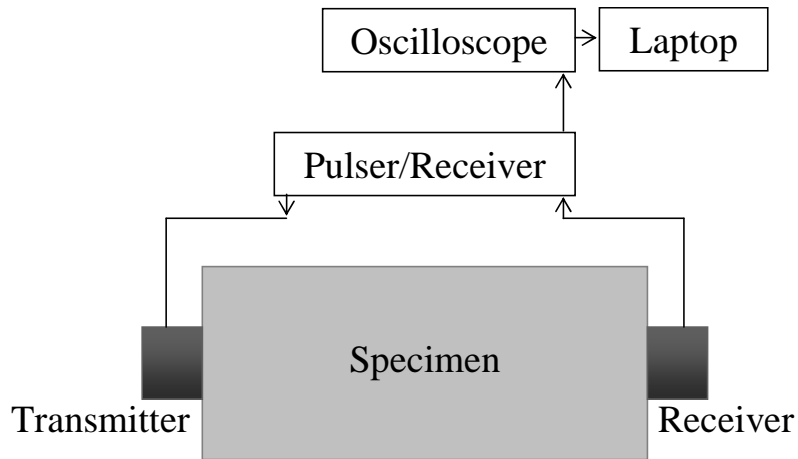 Oscilloscope
Laptop
Pulser/Receiver
Specimen
Transmitter
Receiver